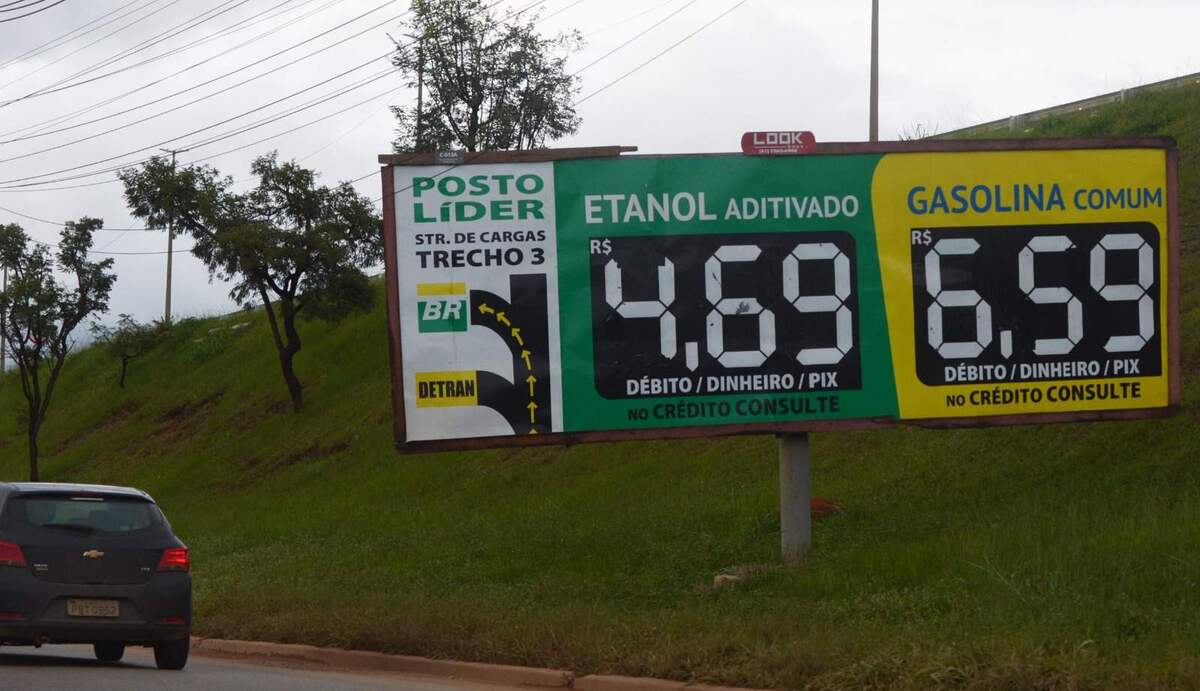 LOOK
C-010A
POSTO
LíDER
STR. DE CARGAS
TRECHO 3
BR
DETRAN
ETANOL ADITIVADO
R$
4,69
DÉBITO / DINHEIRO / PIX
NO CRÉDITO CONSULTE
GASOLINA COMUM
R$
6,59
DÉBITO / DINHEIRO / PIX
NO CRÉDITO CONSULTE